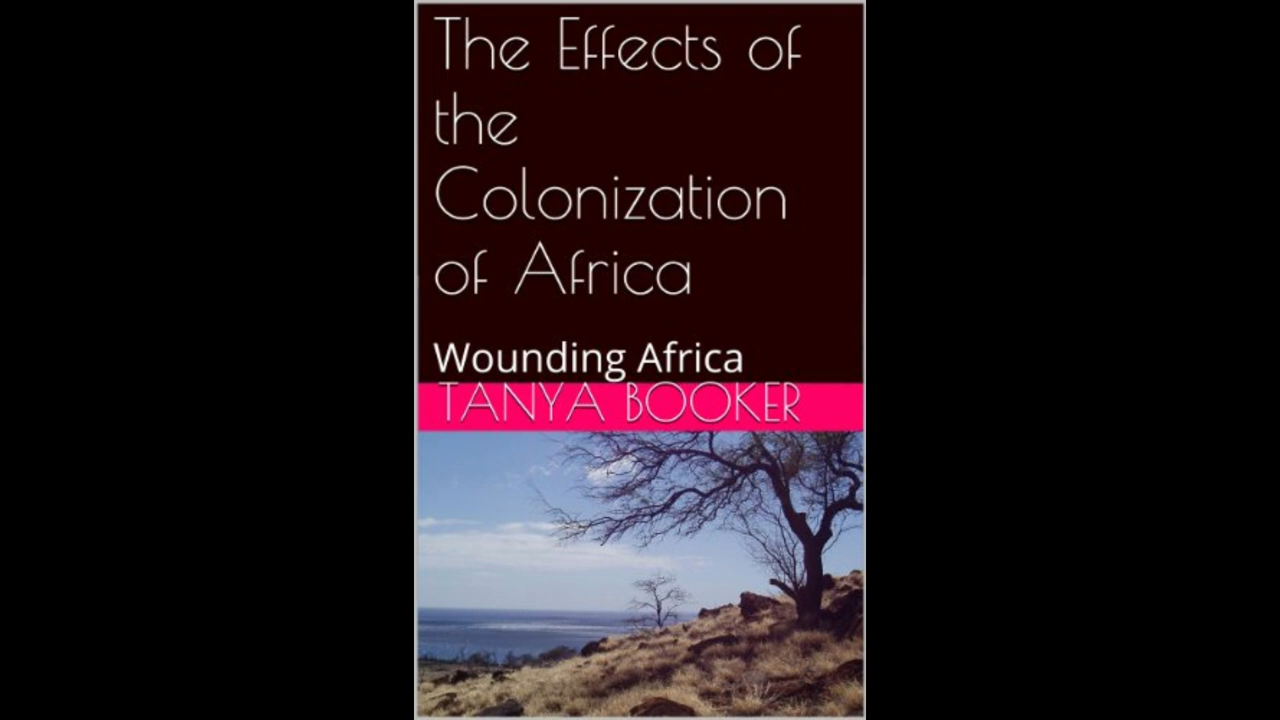 The Effects of
the
Colonization
of Africa
Wounding Africa
TANYA BOOKER